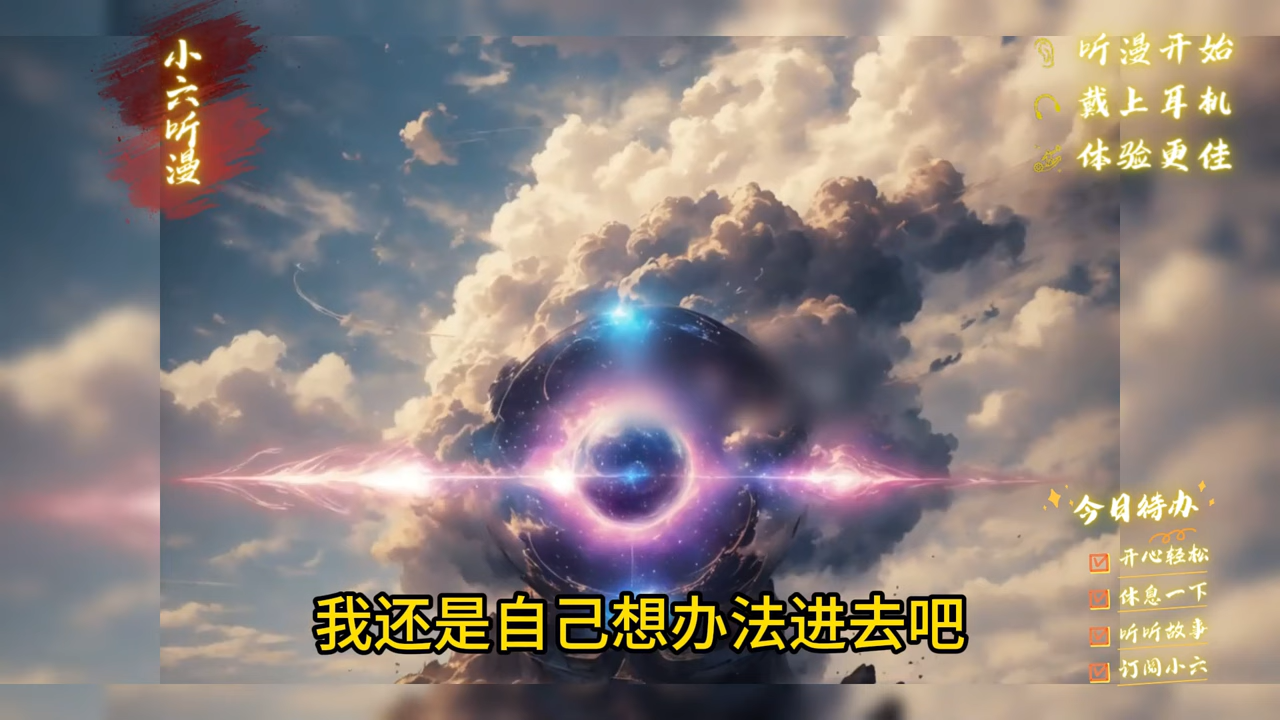 小六听漫
听漫开始
戴上耳机
体验更佳
今日待办
开心轻松
休息一下
听听故事
订阅小六
我还是自己想办法进去吧